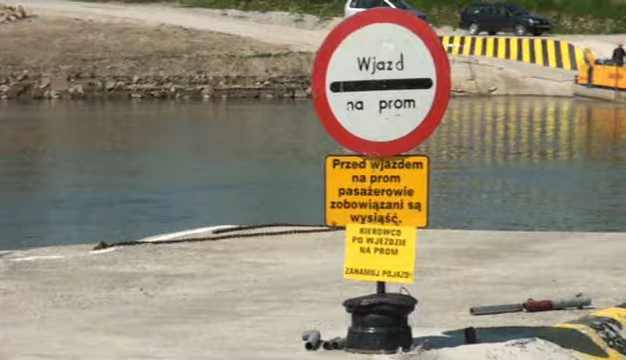 Wjazd
na prom
Przed wjazdem
na prom
pasażerowie
zobowiązani są
wysiąść.
KIEROWCO
PO WJEŹDZIE
NA PROM
ZAHAMUJ POJAZD!